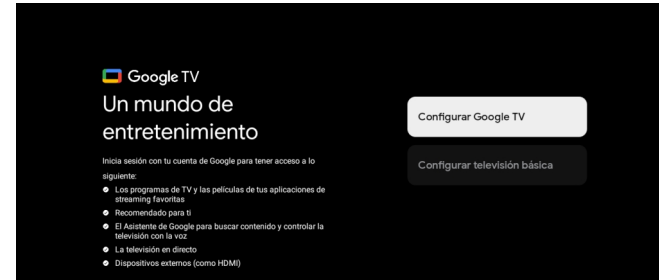 Google TV
Un mundo de
entretenimiento
Inicia sesión con tu cuenta de Google para tener acceso a lo
siguiente:
Los programas de TV y las películas de tus aplicaciones de
streaming favoritas
Recomendado para ti
El Asistente de Google para buscar contenido y controlar la
televisión con la voz
La televisión en directo
Dispositivos externos (como HDMI)
Configurar Google TV
Configurar televisión básica